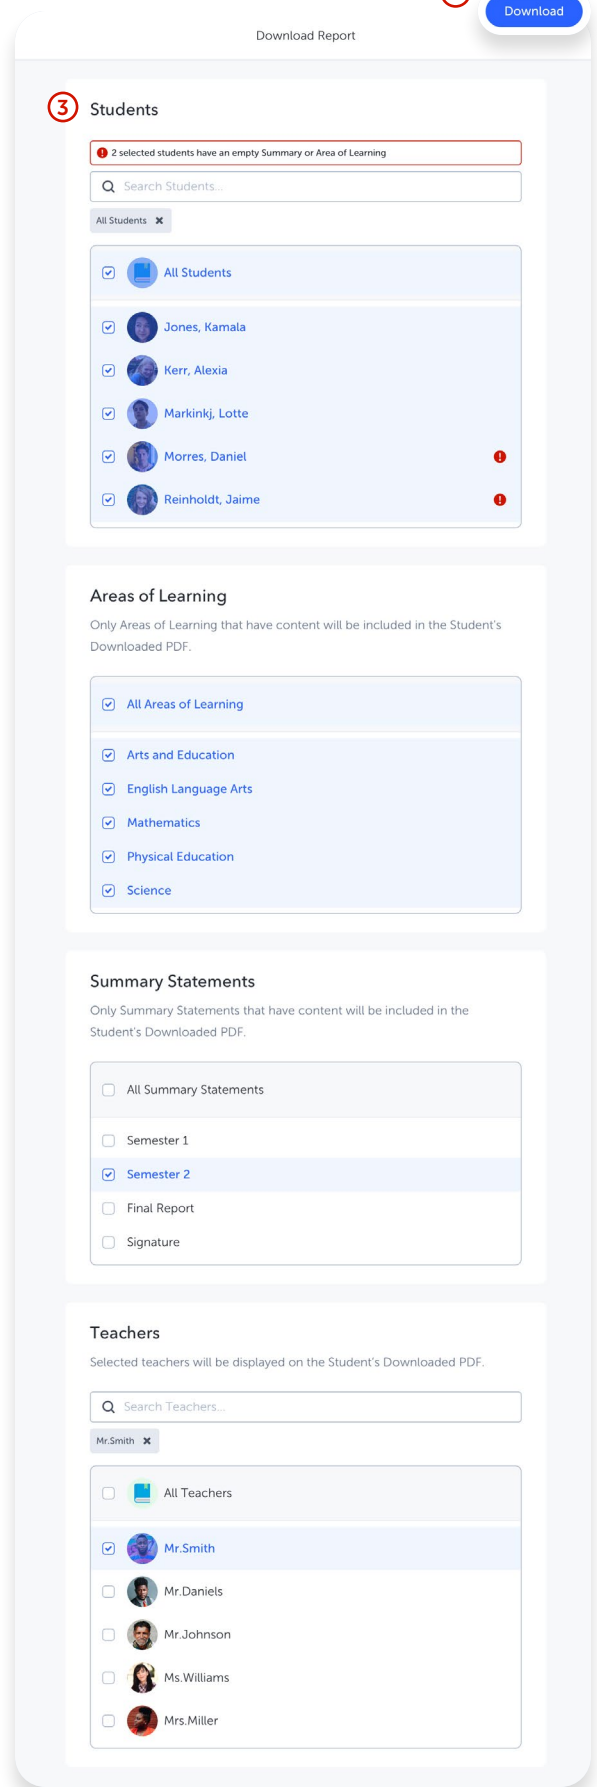 Download
Download Report
3
Students
2 selected students have an empty Summary or Area of Learning
Search Students...
All Students
All Students
Jones, Kamala
Kerr, Alexia
Markinkj, Lotte
Morres, Daniel
Reinholdt, Jaime
Areas of Learning
Only Areas of Learning that have content will be included in the Student's
Downloaded PDF.
All Areas of Learning
Arts and Education
English Language Arts
Mathematics
Physical Education
Science
Summary Statements
Only Summary Statements that have content will be included in the
Student's Downloaded PDF.
All Summary Statements
Semester 1
Semester 2
Final Report
Signature
Teachers
Selected teachers will be displayed on the Student's Downloaded PDF.
Search Teachers...
Mr.Smith
All Teachers
Mr.Smith
Mr.Daniels
Mr.Johnson
Ms.Williams
Mrs.Miller